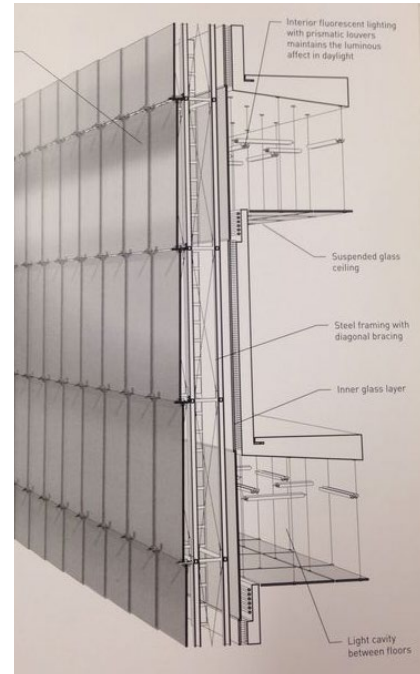 Interior fluorescent lighting
with prismatic louvers
maintains the luminous
affect in daylight
Suspended glass
ceiling
Steel framing with
diagonal bracing
Inner glass layer
Light cavity
between floors